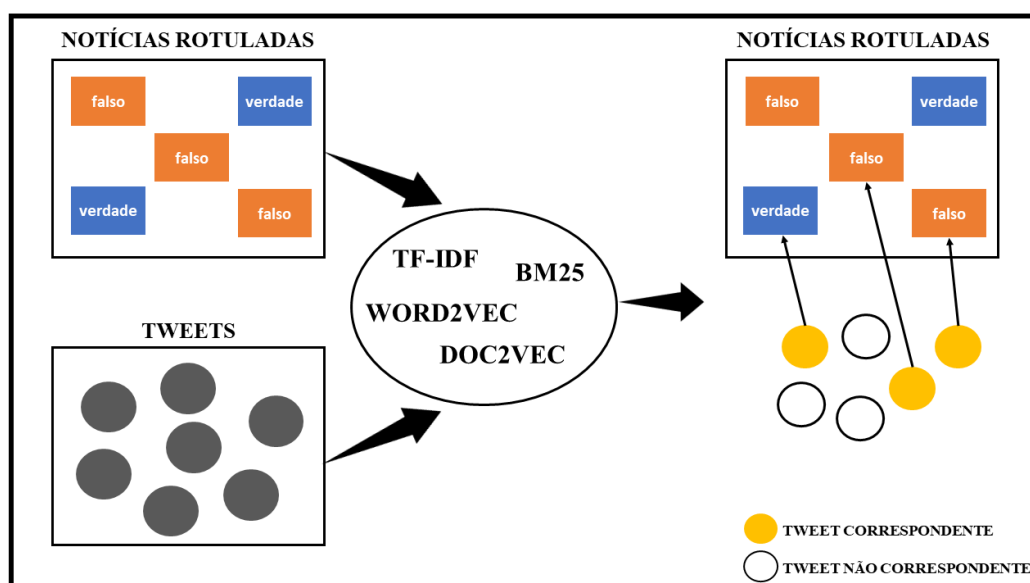 NOTÍCIAS ROTULADAS
falso
verdade
falso
verdade
falso
TWEETS
TF-IDF
BM25
WORD2VEC
DOC2VEC
NOTÍCIAS ROTULADAS
falso
verdade
falso
verdade
falso
TWEET CORRESPONDENTE
TWEET NÃO CORRESPONDENTE